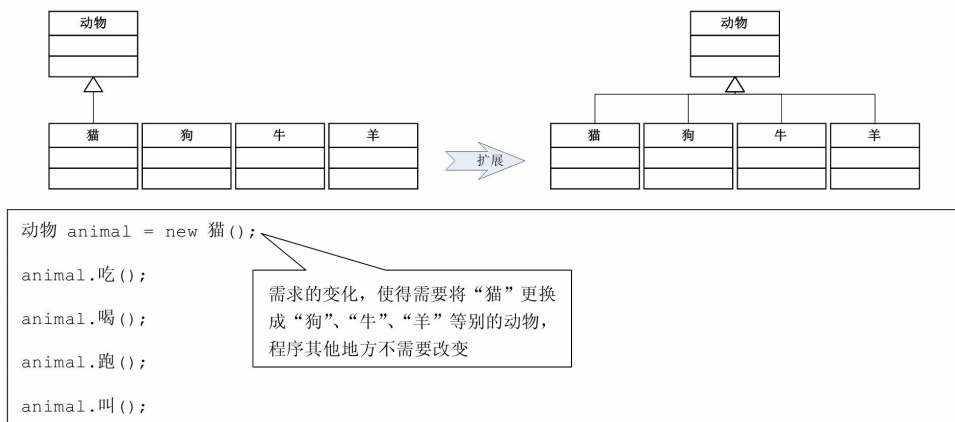 动物
动物
猫
狗
牛
羊
扩展
猫
狗
牛
羊
动物 animal = new 猫();
animal.吃();
需求的变化，使得需要将“猫”更换
成“狗”、“牛”、“羊”等别的动物，
程序其他地方不需要改变
animal.喝();
animal.跑();
animal.叫();